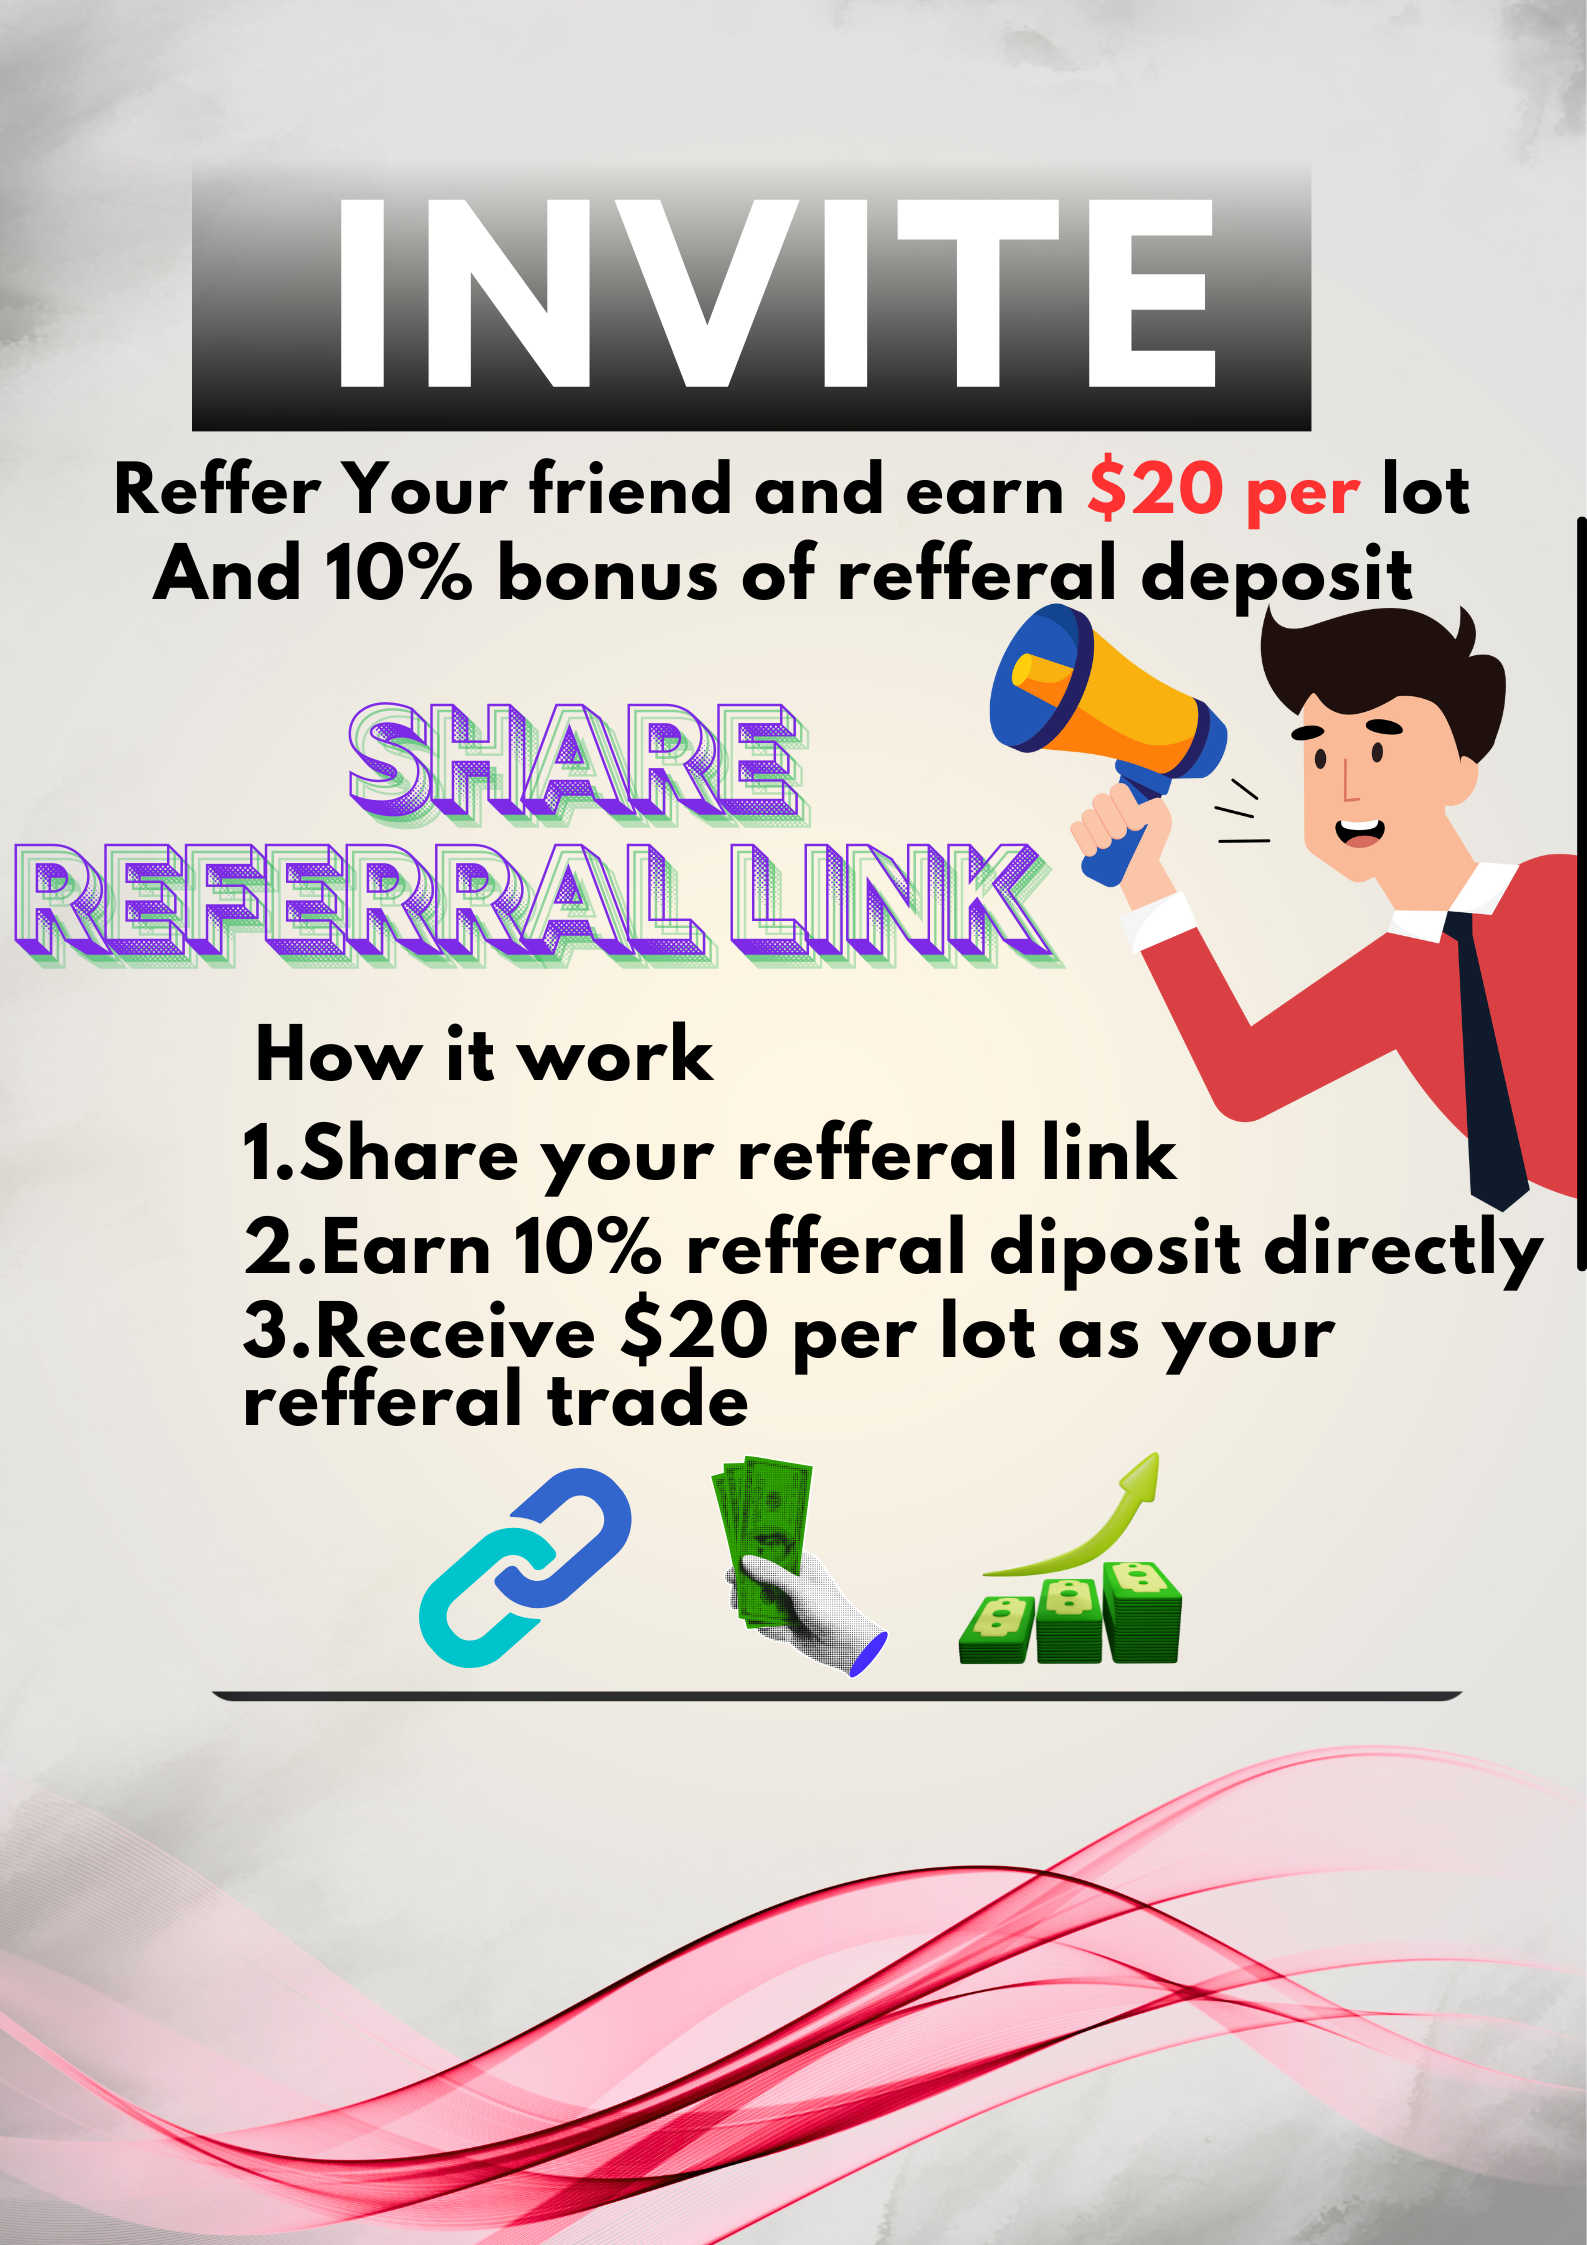 INVITE
Reffer Your friend and earn $20 per lot
And 10% bonus of refferal deposit
SHARE
REFERRAL LINK
How it work
1.Share your refferal link
2.Earn 10% refferal diposit directly
3.Receive $20 per lot as your
refferal trade